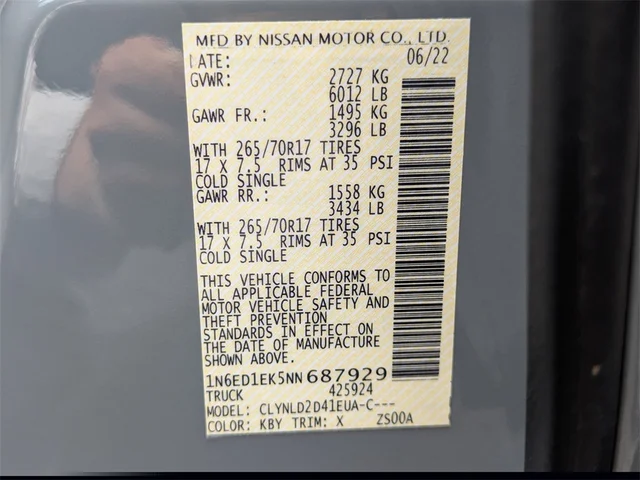 MFD BY NISSAN MOTOR CO., LTD.
DATE: 06/22
GVWR: 2727 KG
6012 LB
GAWR FR.: 1495 KG
3296 LB
WITH 265/70R17 TIRES
17 X 7.5 RIMS AT 35 PSI
COLD SINGLE
GAWR RR.: 1558 KG
3434 LB
WITH 265/70R17 TIRES
17 X 7.5 RIMS AT 35 PSI
COLD SINGLE
THIS VEHICLE CONFORMS TO
ALL APPLICABLE FEDERAL
MOTOR VEHICLE SAFETY AND
THEFT PREVENTION
STANDARDS IN EFFECT ON
THE DATE OF MANUFACTURE
SHOWN ABOVE.
1N6ED1EK5NN687929
TRUCK 425924
MODEL: CLYNLD2D41EUA-C---
COLOR: KBY TRIM: X ZS00A